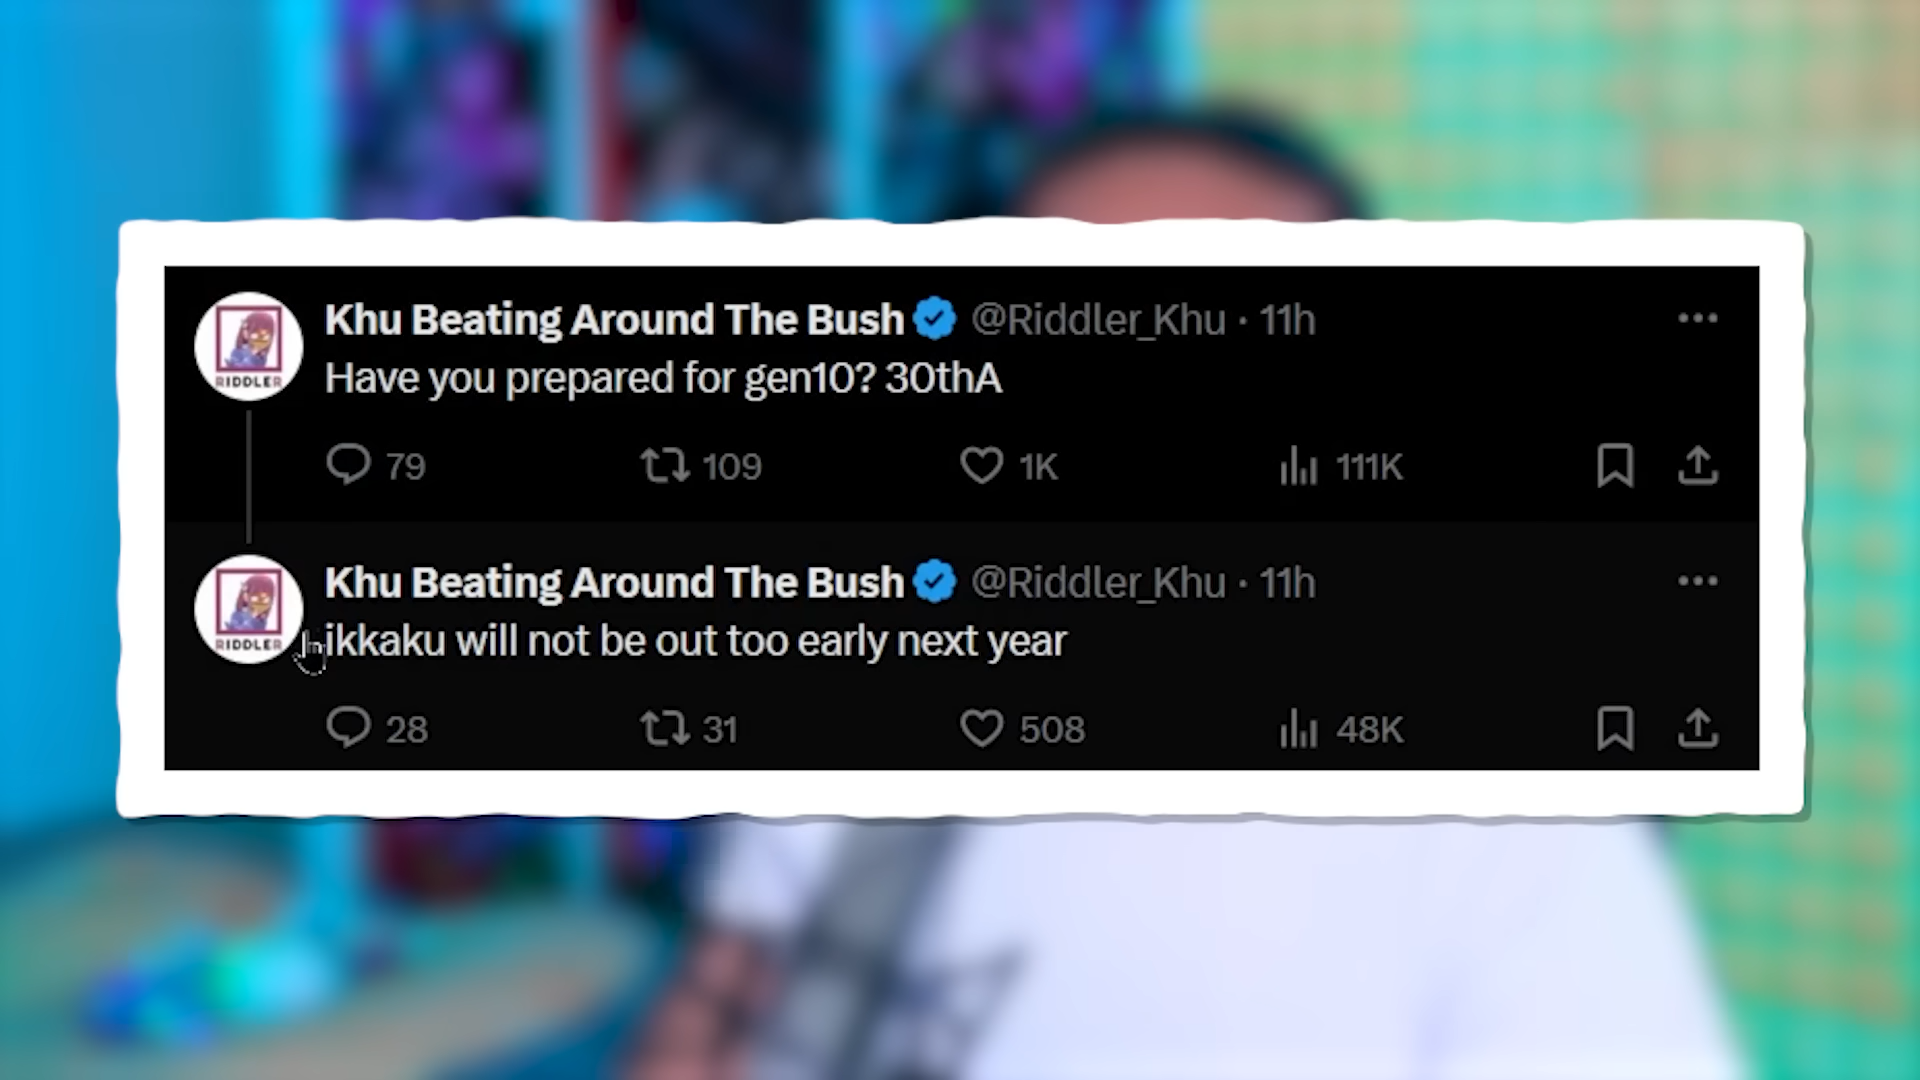 Khu Beating Around The Bush @Riddler_Khu · 11h
Have you prepared for gen10? 30thA
79 109 1K 111K
RIDDLER
Khu Beating Around The Bush @Riddler_Khu · 11h
ikkaku will not be out too early next year
28 31 508 48K
RIDDLER